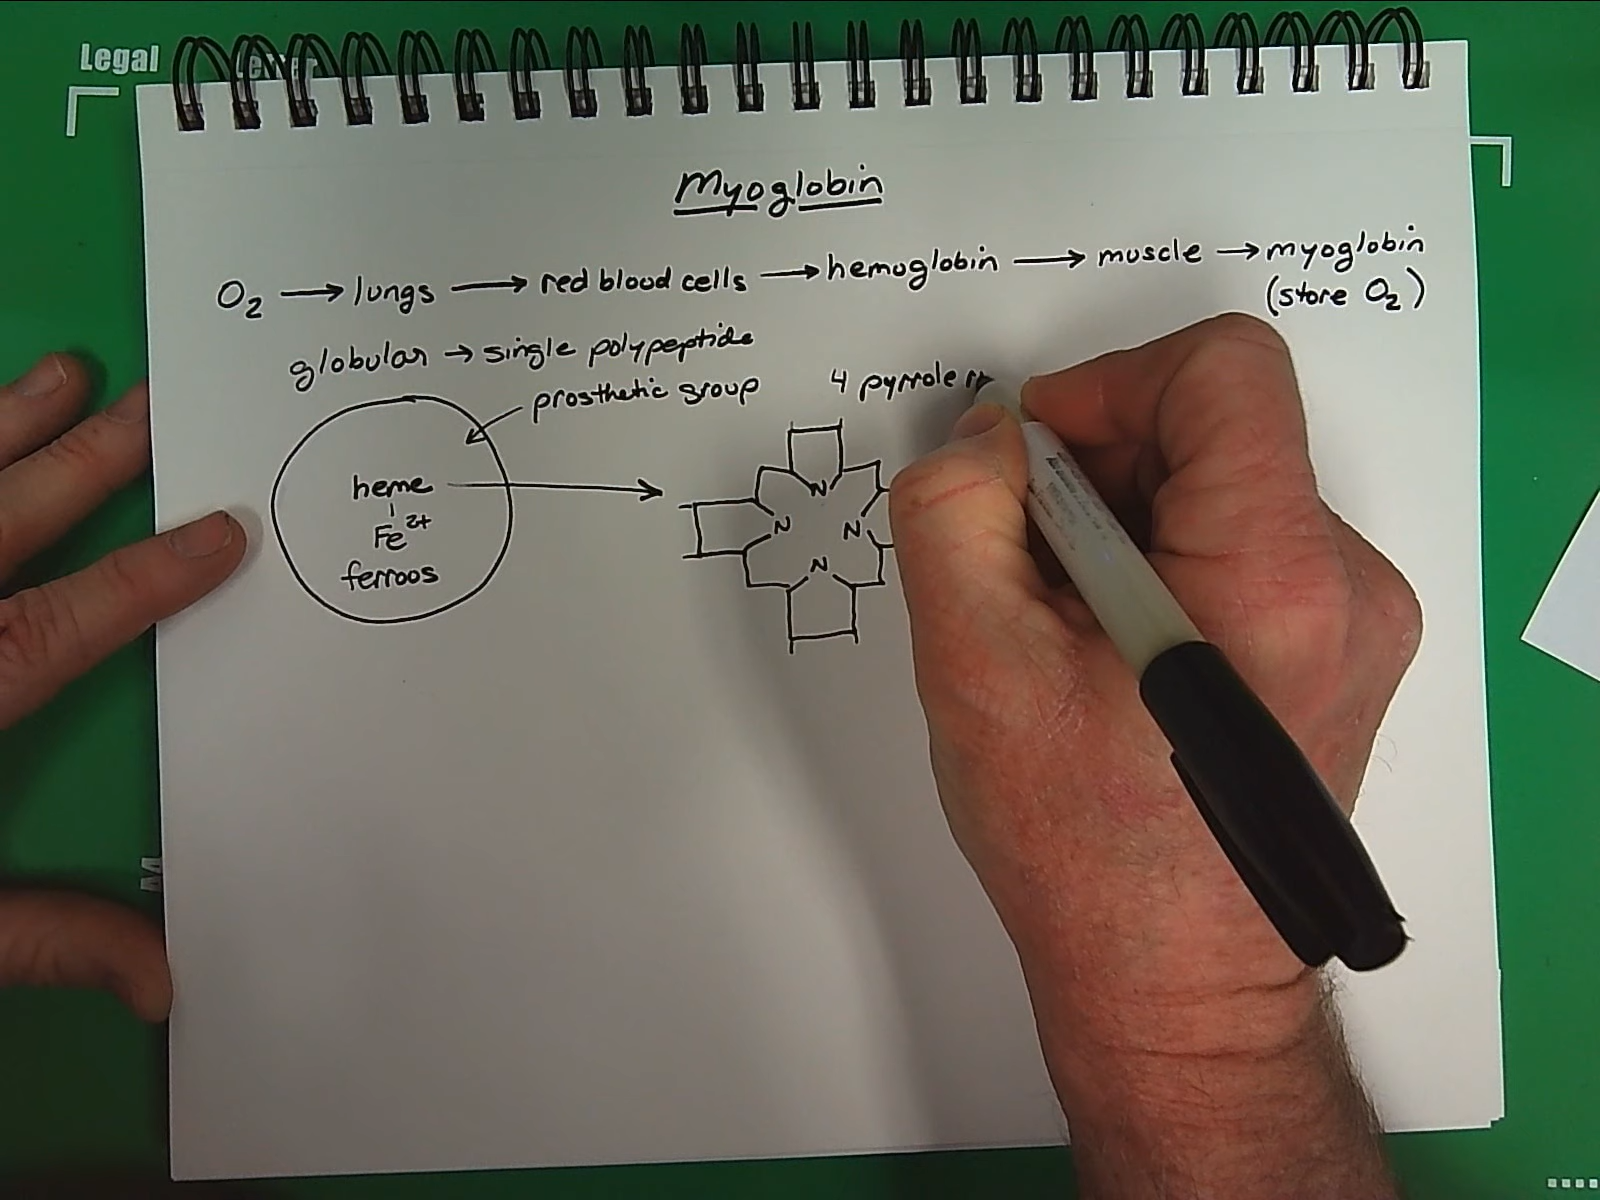 Legal
Myoglobin
O2 → lungs → red blood cells → hemoglobin → muscle → myoglobin
(store O2)
globular → single polypeptide
prosthetic group
4 pyrrole
heme
Fe2+
ferroos
N
N
N
N